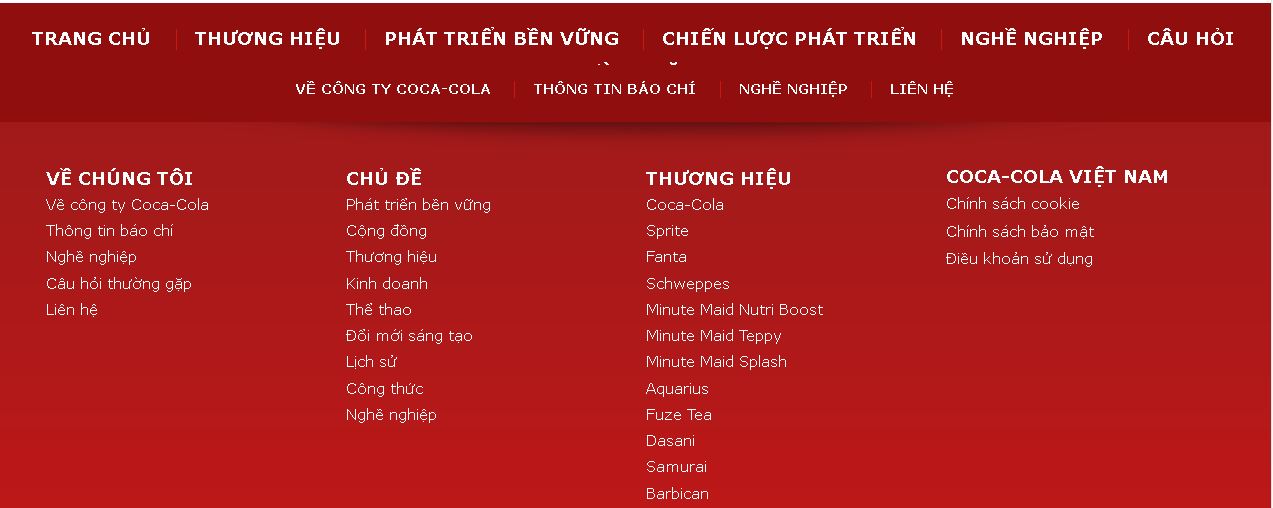 TRANG CHỦ THƯƠNG HIỆU PHÁT TRIỂN BỀN VỮNG CHIẾN LƯỢC PHÁT TRIỂN NGHỀ NGHIỆP CÂU HỎI
VỀ CÔNG TY COCA-COLA THÔNG TIN BÁO CHÍ NGHỀ NGHIỆP LIÊN HỆ
VỀ CHÚNG TÔI
Về công ty Coca-Cola
Thông tin báo chí
Nghề nghiệp
Câu hỏi thường gặp
Liên hệ
CHỦ ĐỀ
Phát triển bền vững
Cộng đồng
Thương hiệu
Kinh doanh
Thể thao
Đổi mới sáng tạo
Lịch sử
Công thức
Nghề nghiệp
THƯƠNG HIỆU
Coca-Cola
Sprite
Fanta
Schweppes
Minute Maid Nutri Boost
Minute Maid Teppy
Minute Maid Splash
Aquarius
Fuze Tea
Dasani
Samurai
Barbican
COCA-COLA VIỆT NAM
Chính sách cookie
Chính sách bảo mật
Điều khoản sử dụng